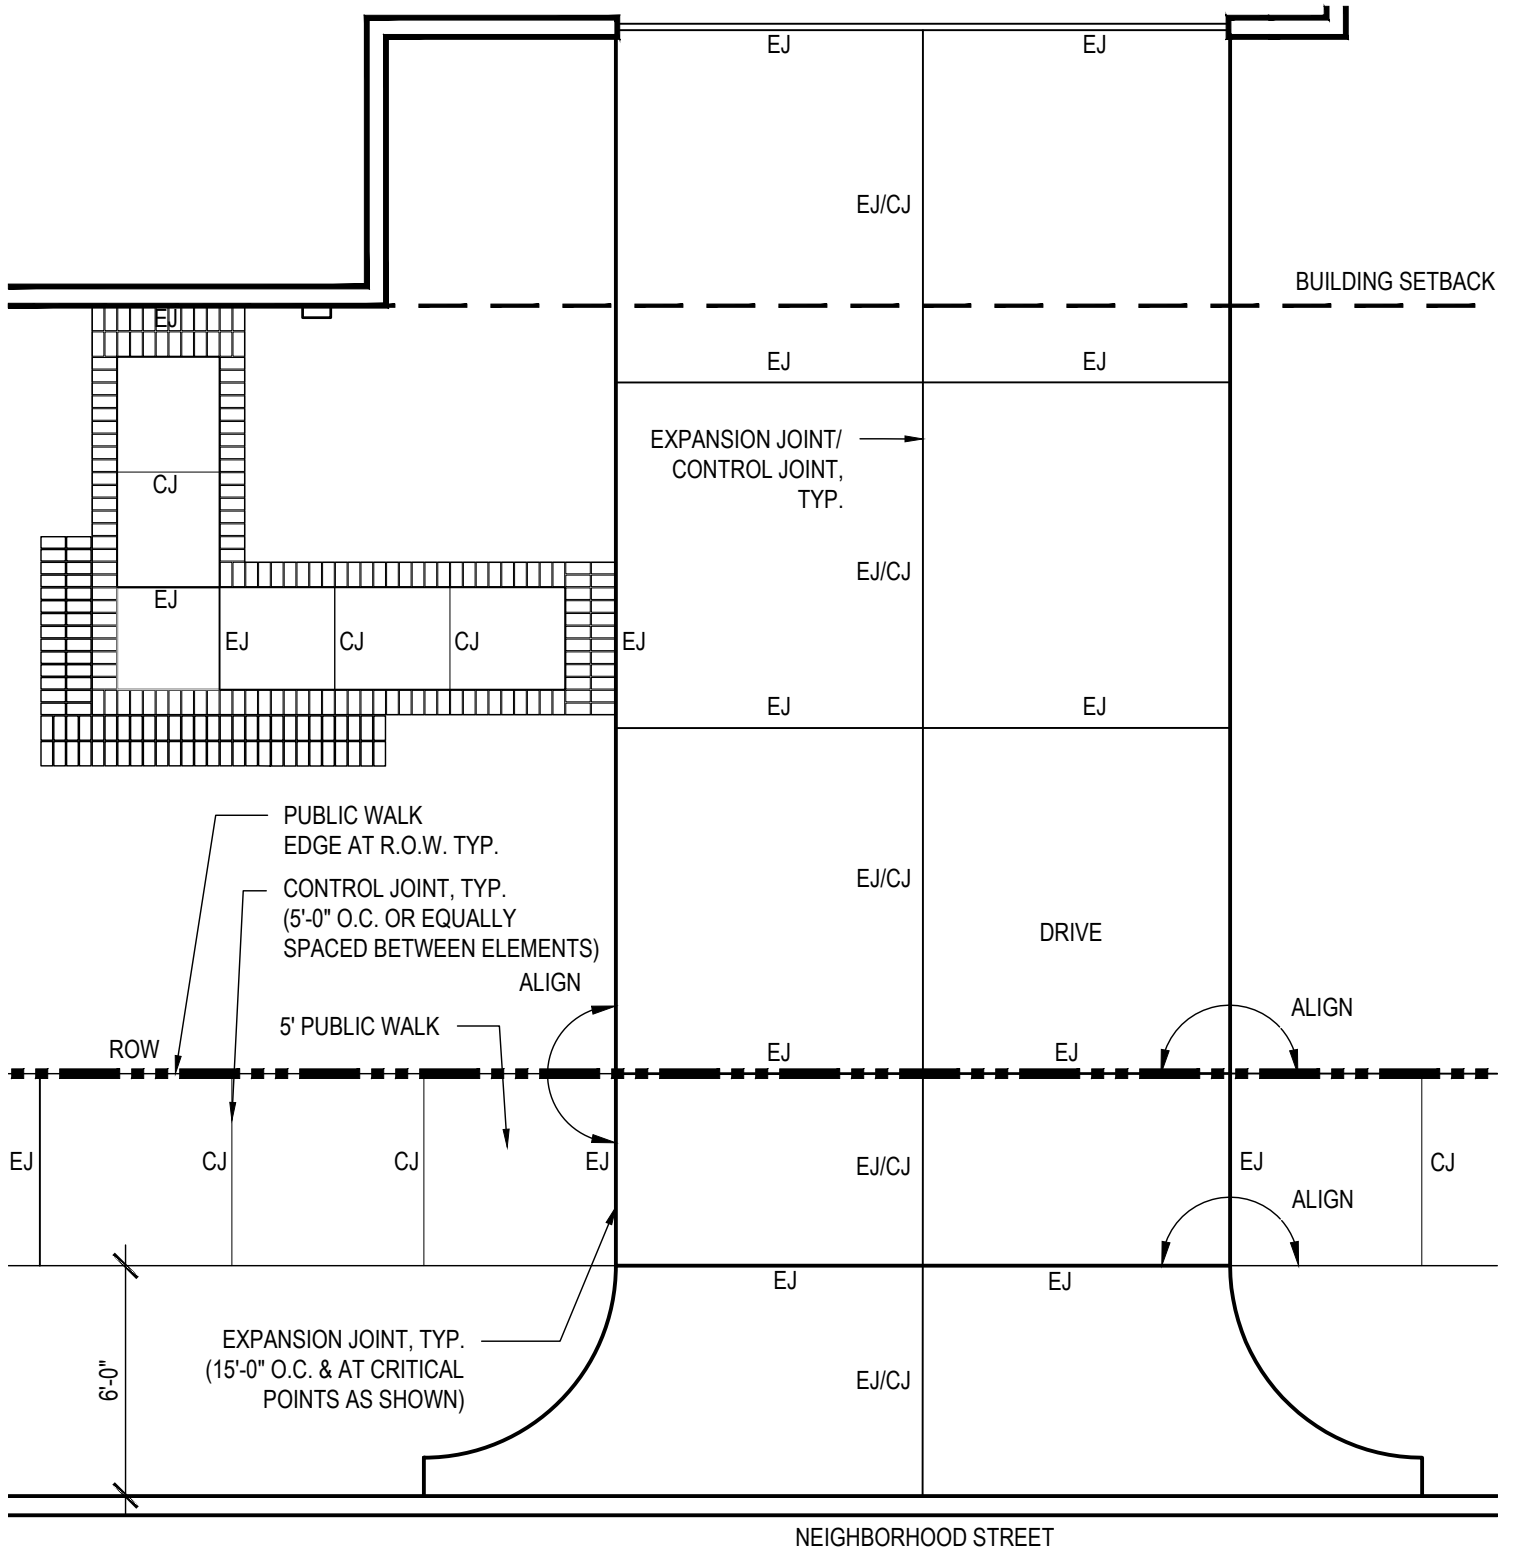 EJ
EJ
EJ/CJ
BUILDING SETBACK
EJ
EJ
EJ
EXPANSION JOINT/
CONTROL JOINT,
TYP.
CJ
EJ/CJ
EJ
EJ
CJ
CJ
EJ
EJ
EJ
PUBLIC WALK
EDGE AT R.O.W. TYP.
CONTROL JOINT, TYP.
(5'-0" O.C. OR EQUALLY
SPACED BETWEEN ELEMENTS)
EJ/CJ
DRIVE
ALIGN
ALIGN
5' PUBLIC WALK
ROW
EJ
EJ
EJ
CJ
CJ
EJ
EJ/CJ
EJ
CJ
ALIGN
EJ
EJ
EXPANSION JOINT, TYP.
(15'-0" O.C. & AT CRITICAL
POINTS AS SHOWN)
6'-0"
EJ/CJ
NEIGHBORHOOD STREET